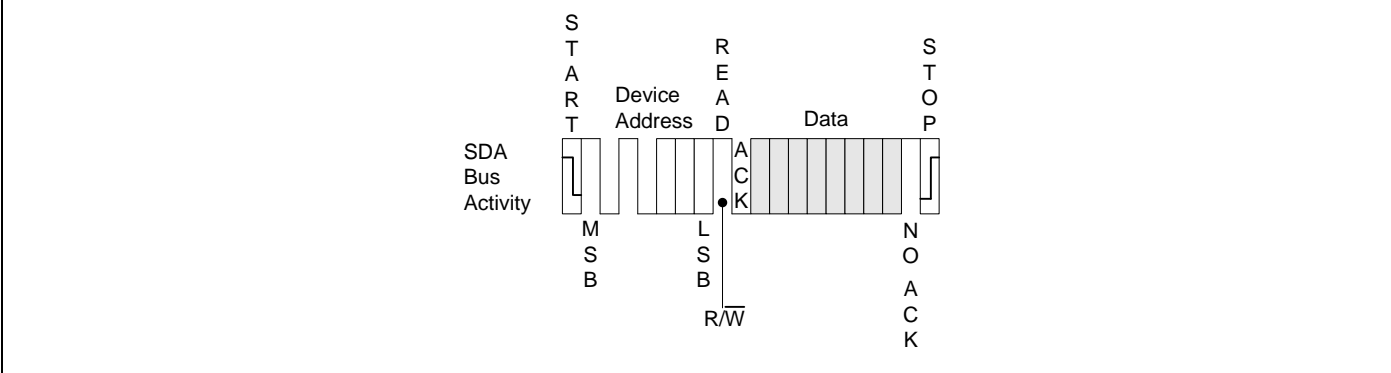 START
READ
STOP
Device
Address
Data
SDA
Bus
Activity
ACK
MSB
LSB
NO ACK
R/W̅